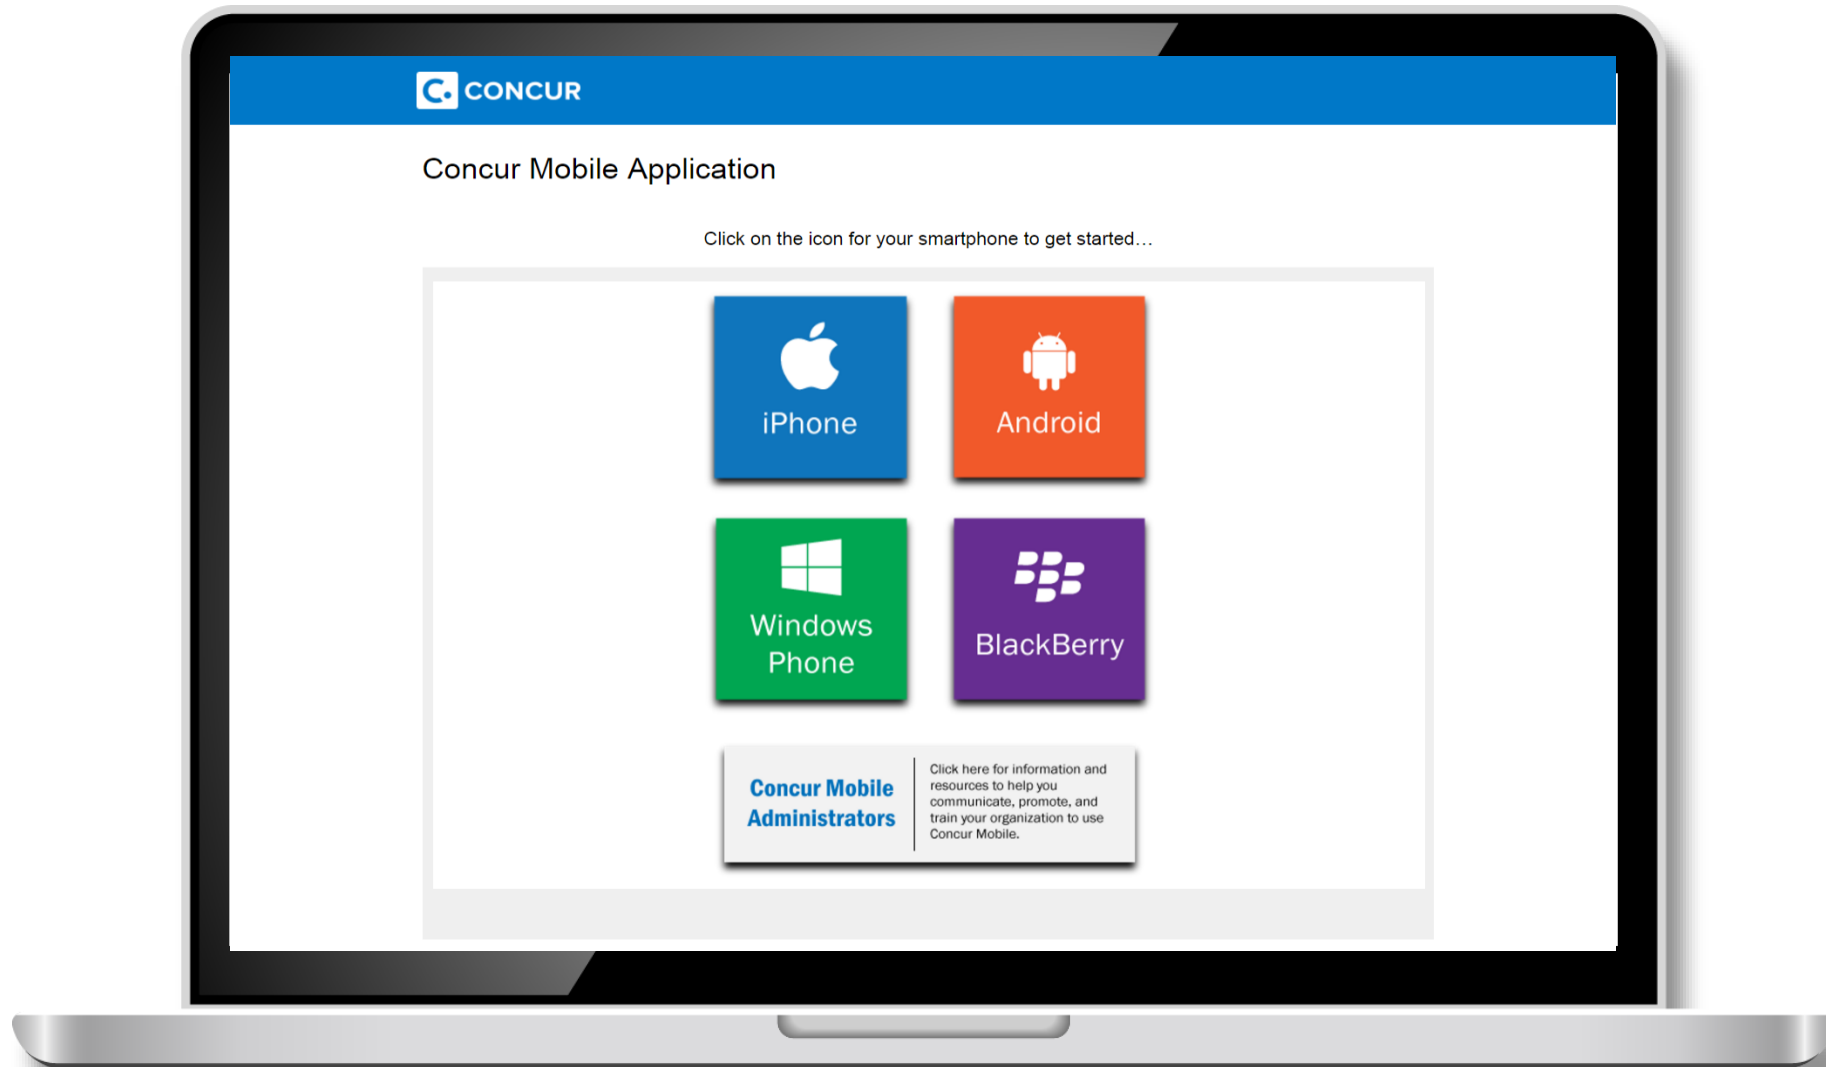 CONCUR
Concur Mobile Application
Click on the icon for your smartphone to get started…
iPhone
Android
Windows
Phone
BlackBerry
Concur Mobile
Administrators
Click here for information and
resources to help you
communicate, promote, and
train your organization to use
Concur Mobile.